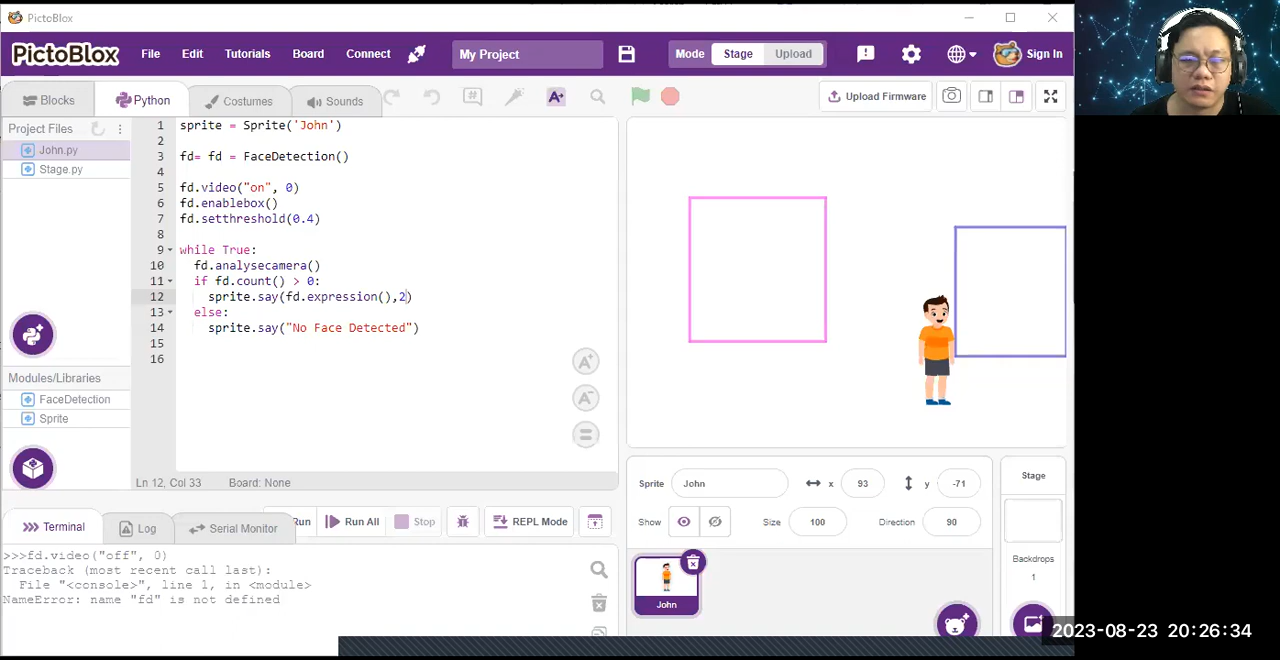 PictoBlox
PictoBlox File Edit Tutorials Board Connect My Project Mode Stage Upload Sign In
Blocks Python Costumes Sounds Upload Firmware
Project Files
John.py
Stage.py
1 sprite = Sprite('John')
2
3 fd= fd = FaceDetection()
4
5 fd.video("on", 0)
6 fd.enablebox()
7 fd.setthreshold(0.4)
8
9 while True:
10 fd.analysecamera()
11 if fd.count() > 0:
12 sprite.say(fd.expression(),2)
13 else:
14 sprite.say("No Face Detected")
15
16
Modules/Libraries
FaceDetection
Sprite
Ln 12, Col 33 Board: None
Terminal Log Serial Monitor Run Run All Stop REPL Mode
>>>fd.video("off", 0)
Traceback (most recent call last):
File "<console>", line 1, in <module>
NameError: name "fd" is not defined
Sprite John x 93 y -71
Show Size 100 Direction 90
John
Stage
Backdrops
1
2023-08-23 20:26:34